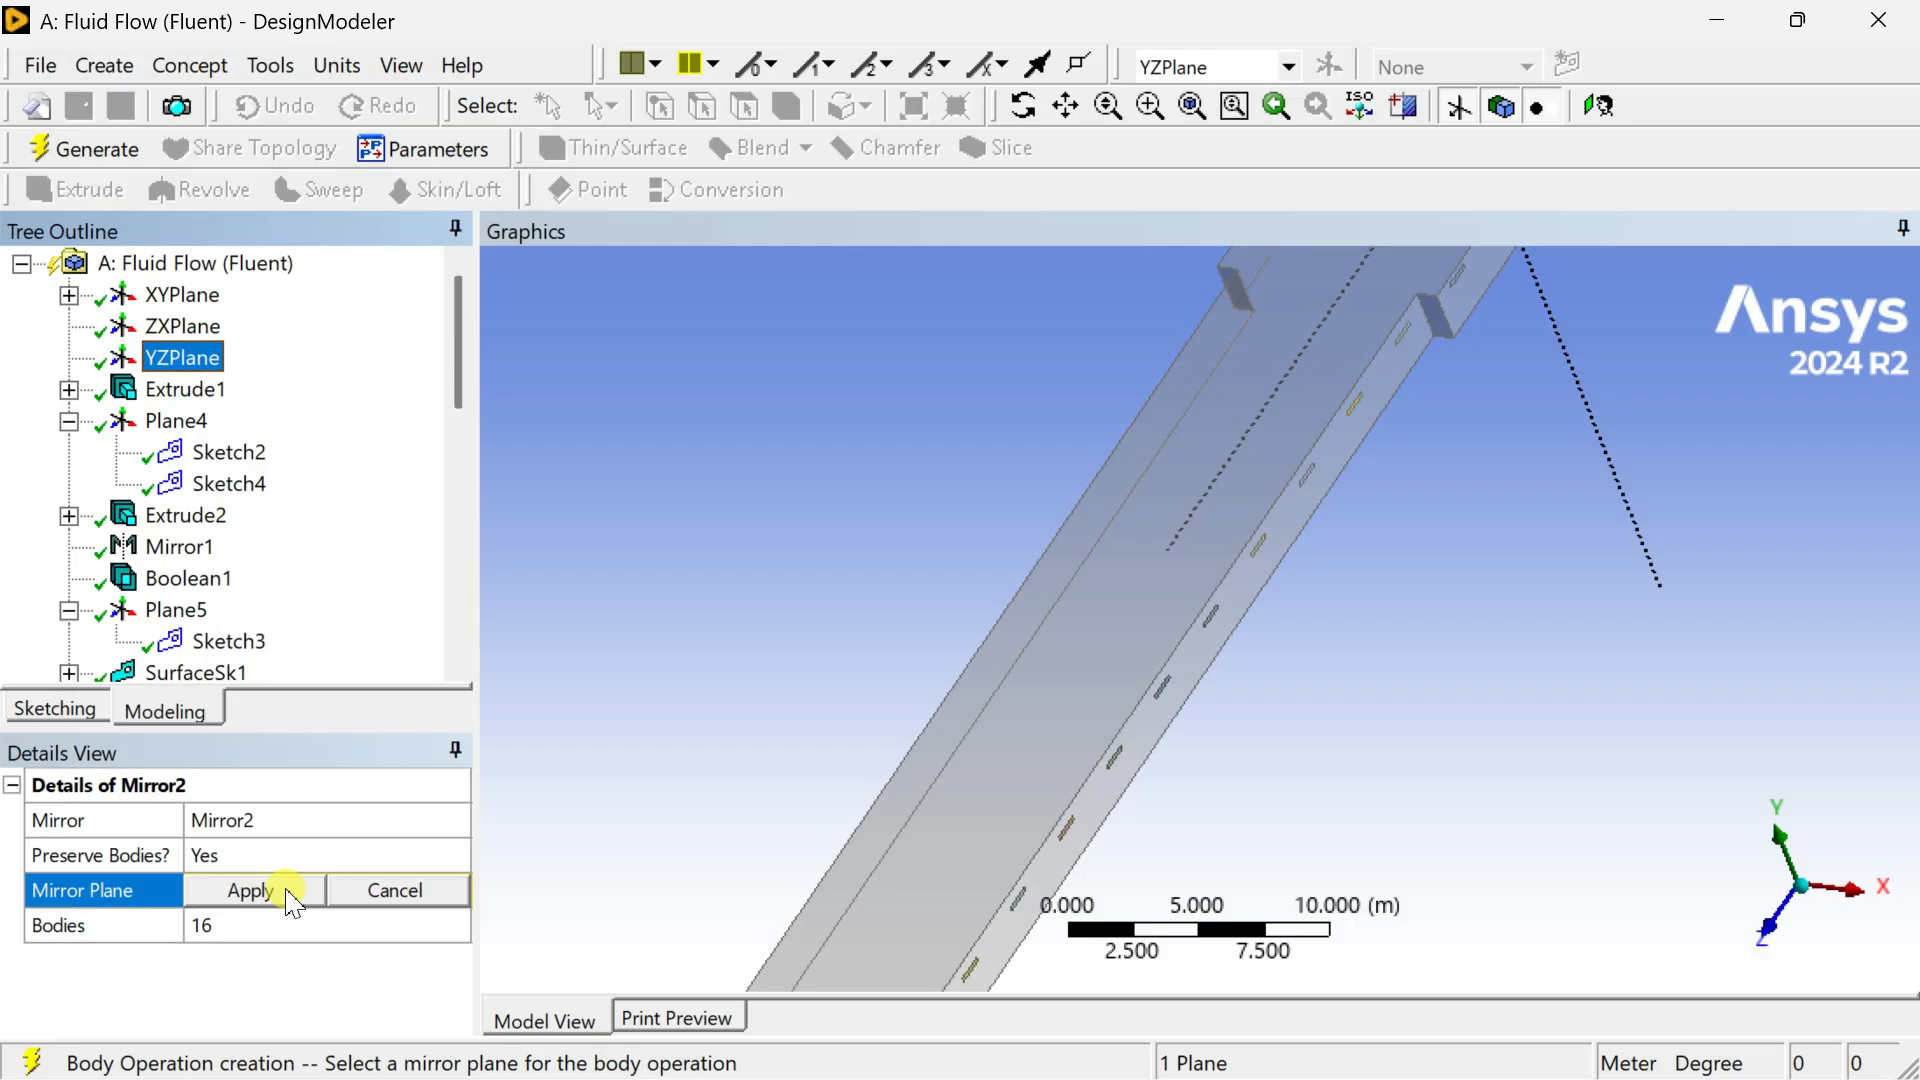 A: Fluid Flow (Fluent) - DesignModeler
File Create Concept Tools Units View Help
0 1 2 3 x
YZPlane
None
Undo Redo
Select:
ISO
Generate Share Topology Parameters Thin/Surface Blend Chamfer Slice
Extrude Revolve Sweep Skin/Loft Point Conversion
Tree Outline
A: Fluid Flow (Fluent)
XYPlane
ZXPlane
YZPlane
Extrude1
Plane4
Sketch2
Sketch4
Extrude2
Mirror1
Boolean1
Plane5
Sketch3
SurfaceSk1
Sketching Modeling
Details View
Details of Mirror2
Mirror Mirror2
Preserve Bodies? Yes
Mirror Plane Apply Cancel
Bodies 16
Graphics
Ansys
2024 R2
0.000 5.000 10.000 (m)
2.500 7.500
Y
X
Z
Model View Print Preview
Body Operation creation -- Select a mirror plane for the body operation
1 Plane
Meter Degree 0 0